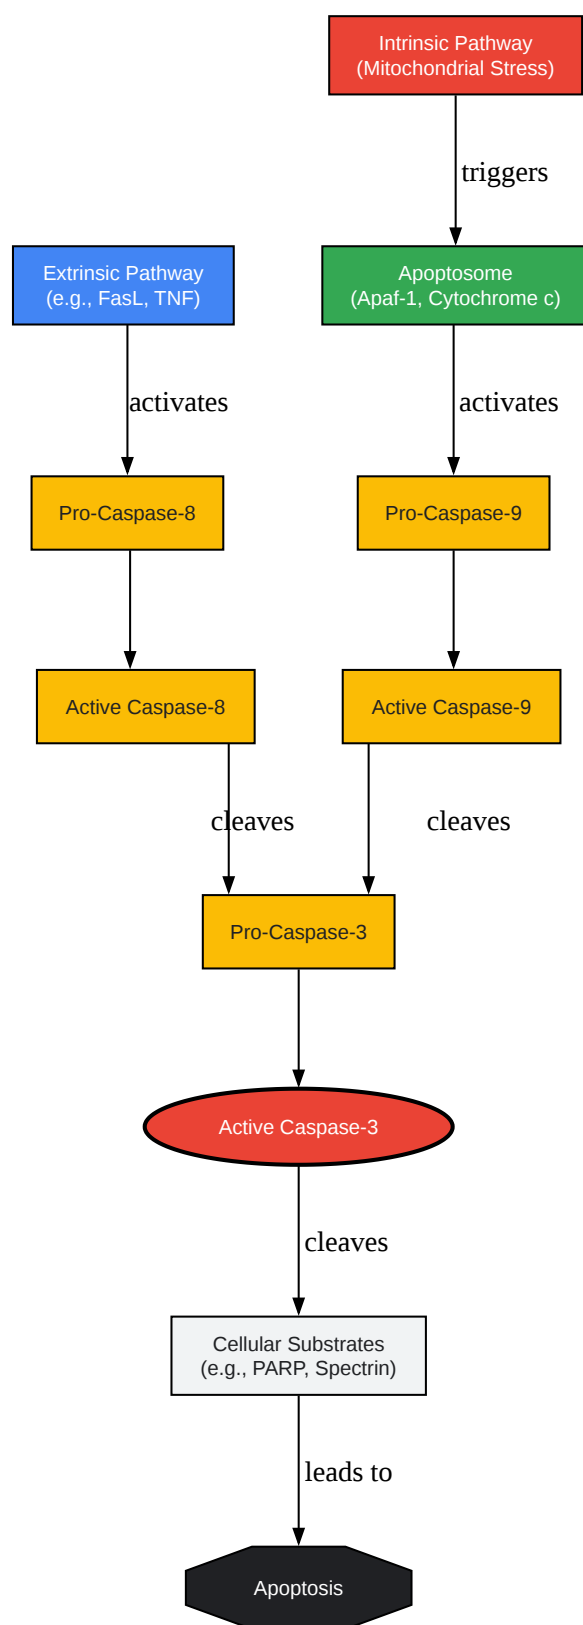 Intrinsic Pathway
(Mitochondrial Stress)
triggers
Extrinsic Pathway
(e.g., FasL, TNF)
Apoptosome
(Apaf-1, Cytochrome c)
activates
activates
Pro-Caspase-8
Pro-Caspase-9
Active Caspase-8
Active Caspase-9
cleaves
cleaves
Pro-Caspase-3
Active Caspase-3
cleaves
Cellular Substrates
(e.g., PARP, Spectrin)
leads to
Apoptosis